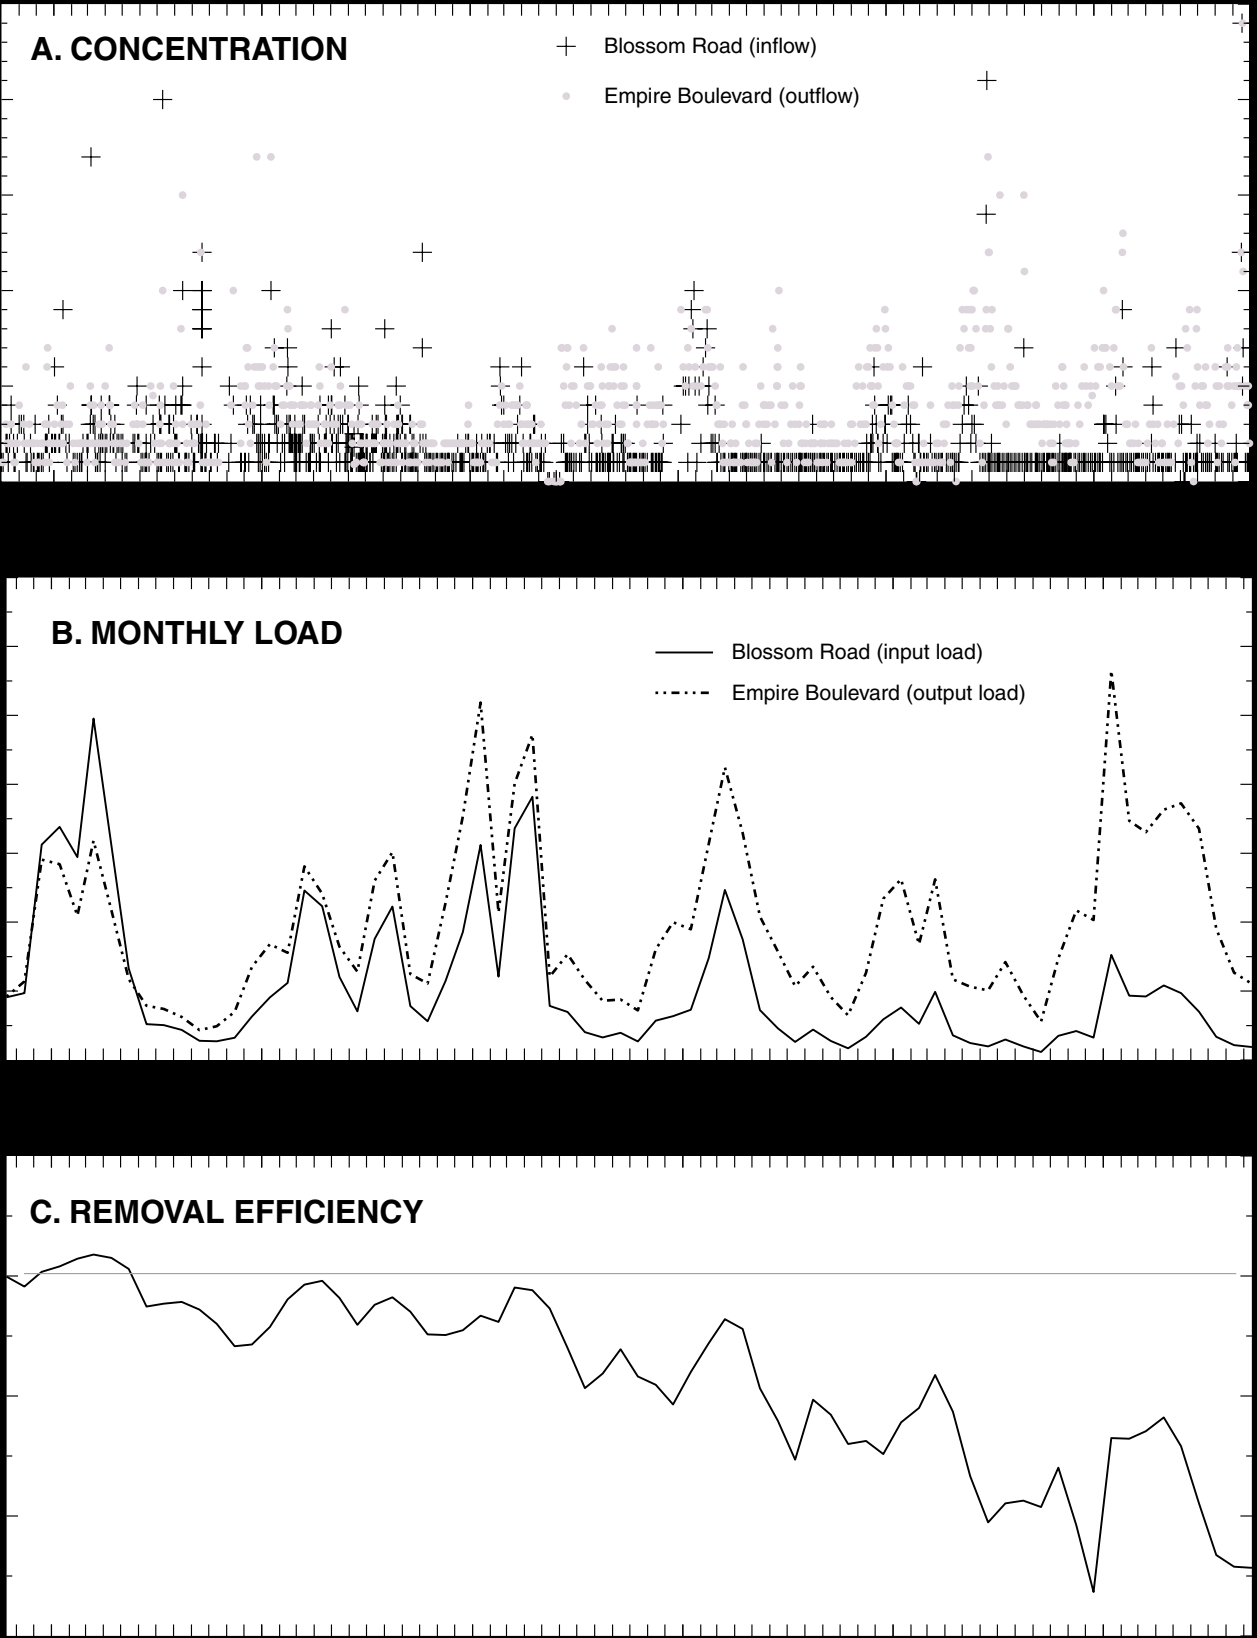 A. CONCENTRATION
Blossom Road (inflow)
Empire Boulevard (outflow)
B. MONTHLY LOAD
Blossom Road (input load)
Empire Boulevard (output load)
C. REMOVAL EFFICIENCY